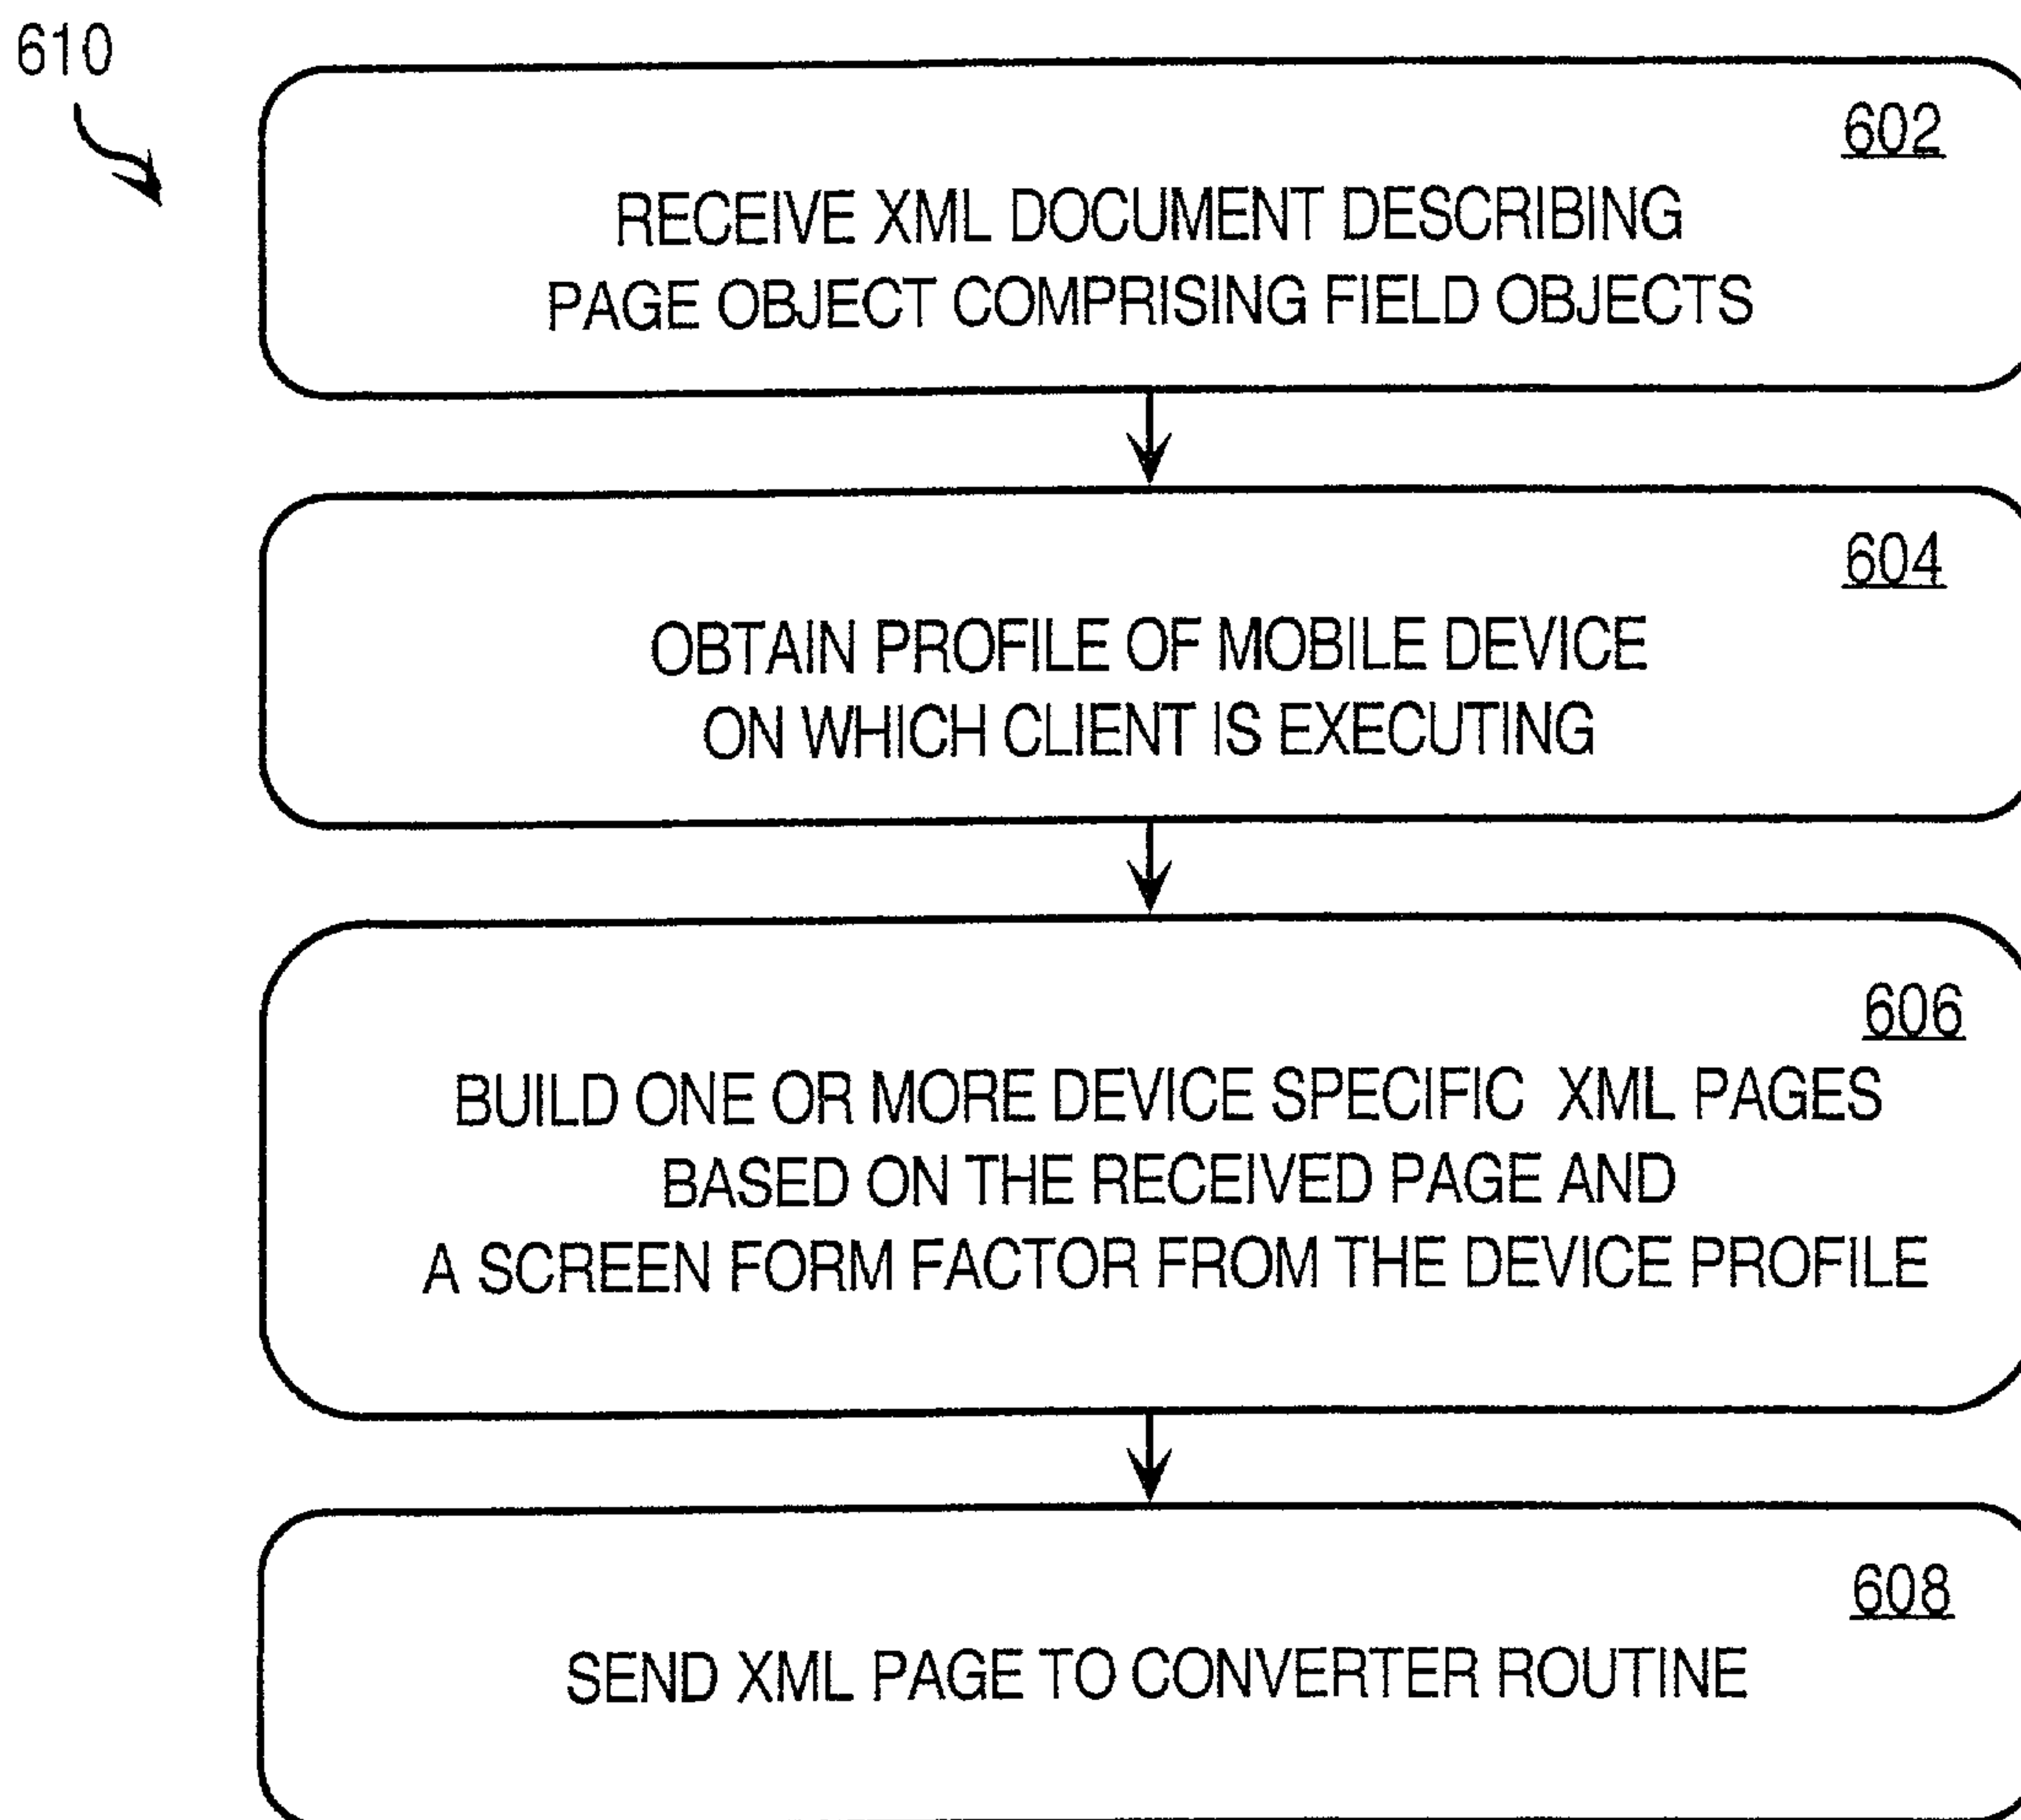 610
602
RECEIVE XML DOCUMENT DESCRIBING
PAGE OBJECT COMPRISING FIELD OBJECTS
604
OBTAIN PROFILE OF MOBILE DEVICE
ON WHICH CLIENT IS EXECUTING
606
BUILD ONE OR MORE DEVICE SPECIFIC XML PAGES
BASED ON THE RECEIVED PAGE AND
A SCREEN FORM FACTOR FROM THE DEVICE PROFILE
608
SEND XML PAGE TO CONVERTER ROUTINE